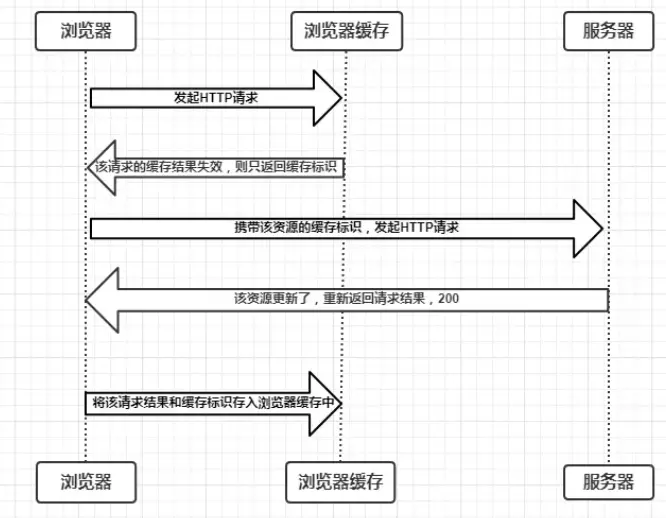 浏览器
浏览器缓存
服务器
发起HTTP请求
该请求的缓存结果失效，则只返回缓存标识
携带该资源的缓存标识，发起HTTP请求
该资源更新了，重新返回请求结果，200
将该请求结果和缓存标识存入浏览器缓存中
浏览器
浏览器缓存
服务器